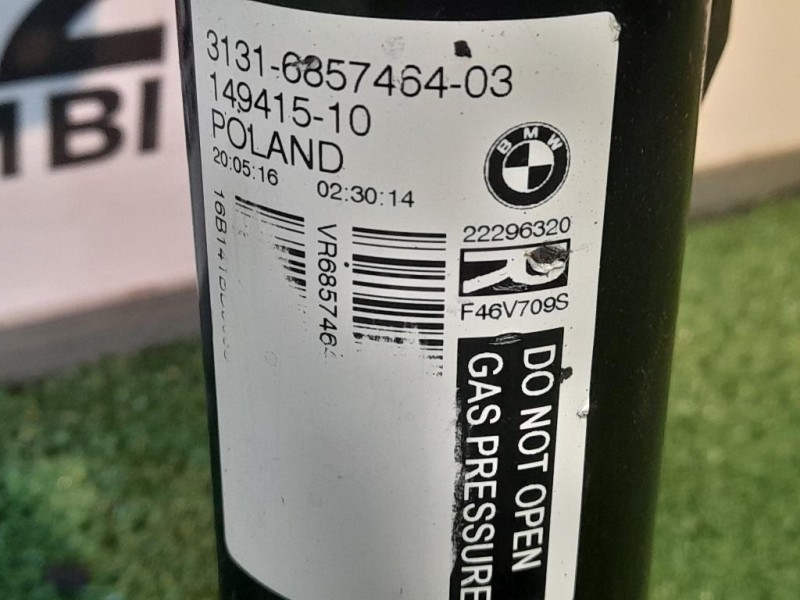 MBI
3131-6857464-03
149415-10
POLAND
20:05:16 02:30:14
BMW
22296320
R
F46V709S
DO NOT OPEN
GAS PRESSURE